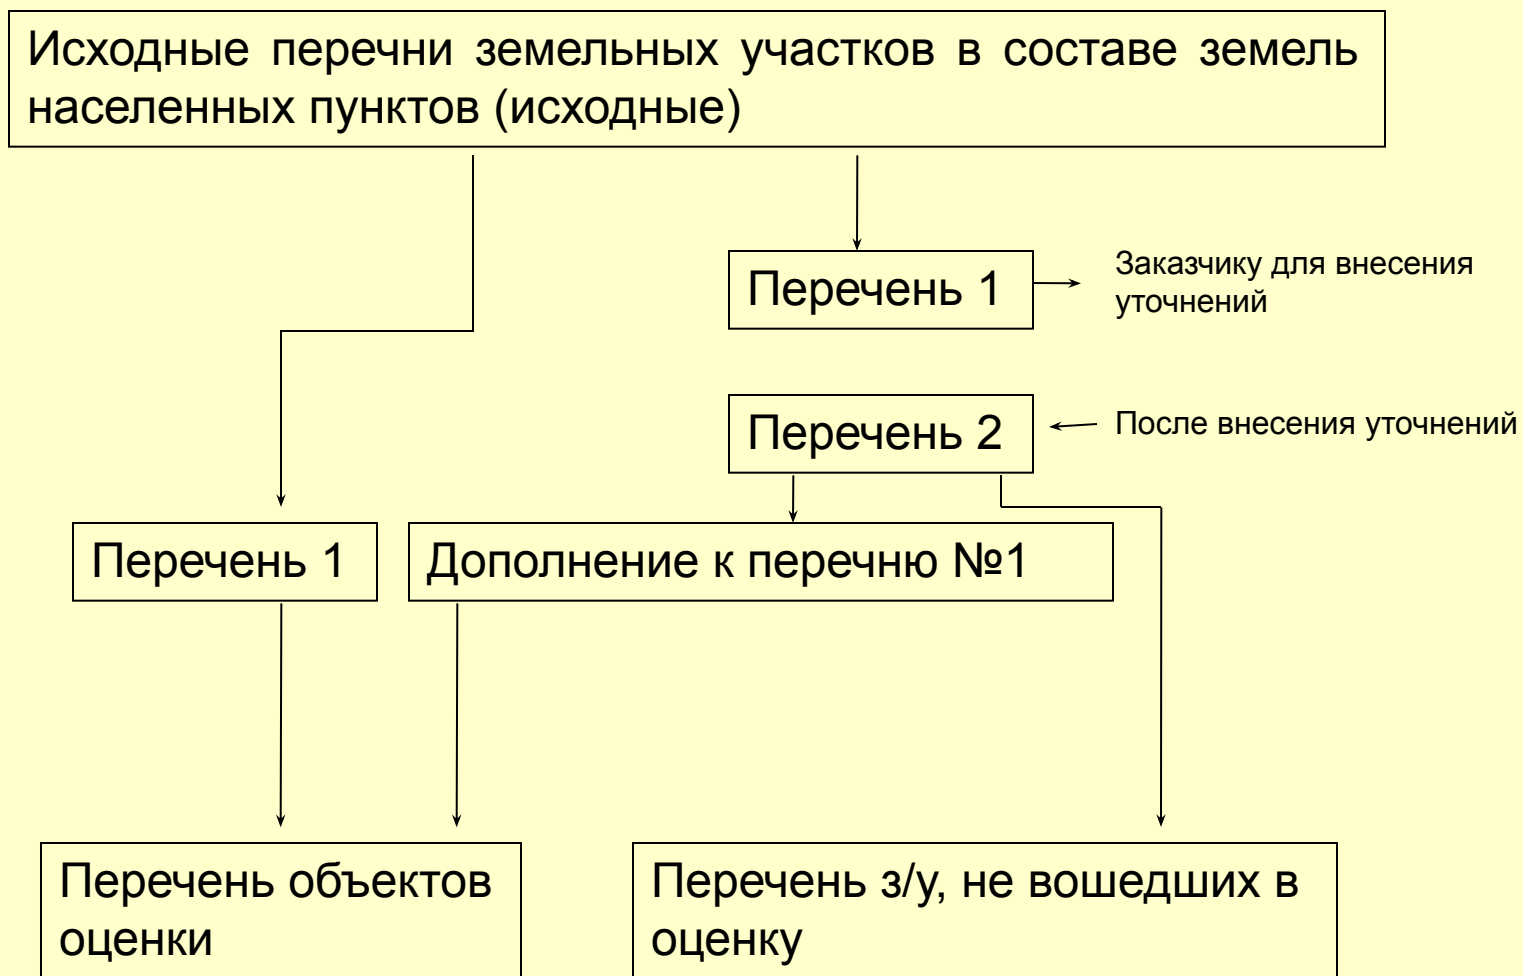 Исходные перечни земельных участков в составе земель
населенных пунктов (исходные)
Перечень 1
Заказчику для внесения
уточнений
Перечень 2
После внесения уточнений
Перечень 1
Дополнение к перечню №1
Перечень объектов
оценки
Перечень з/у, не вошедших в
оценку